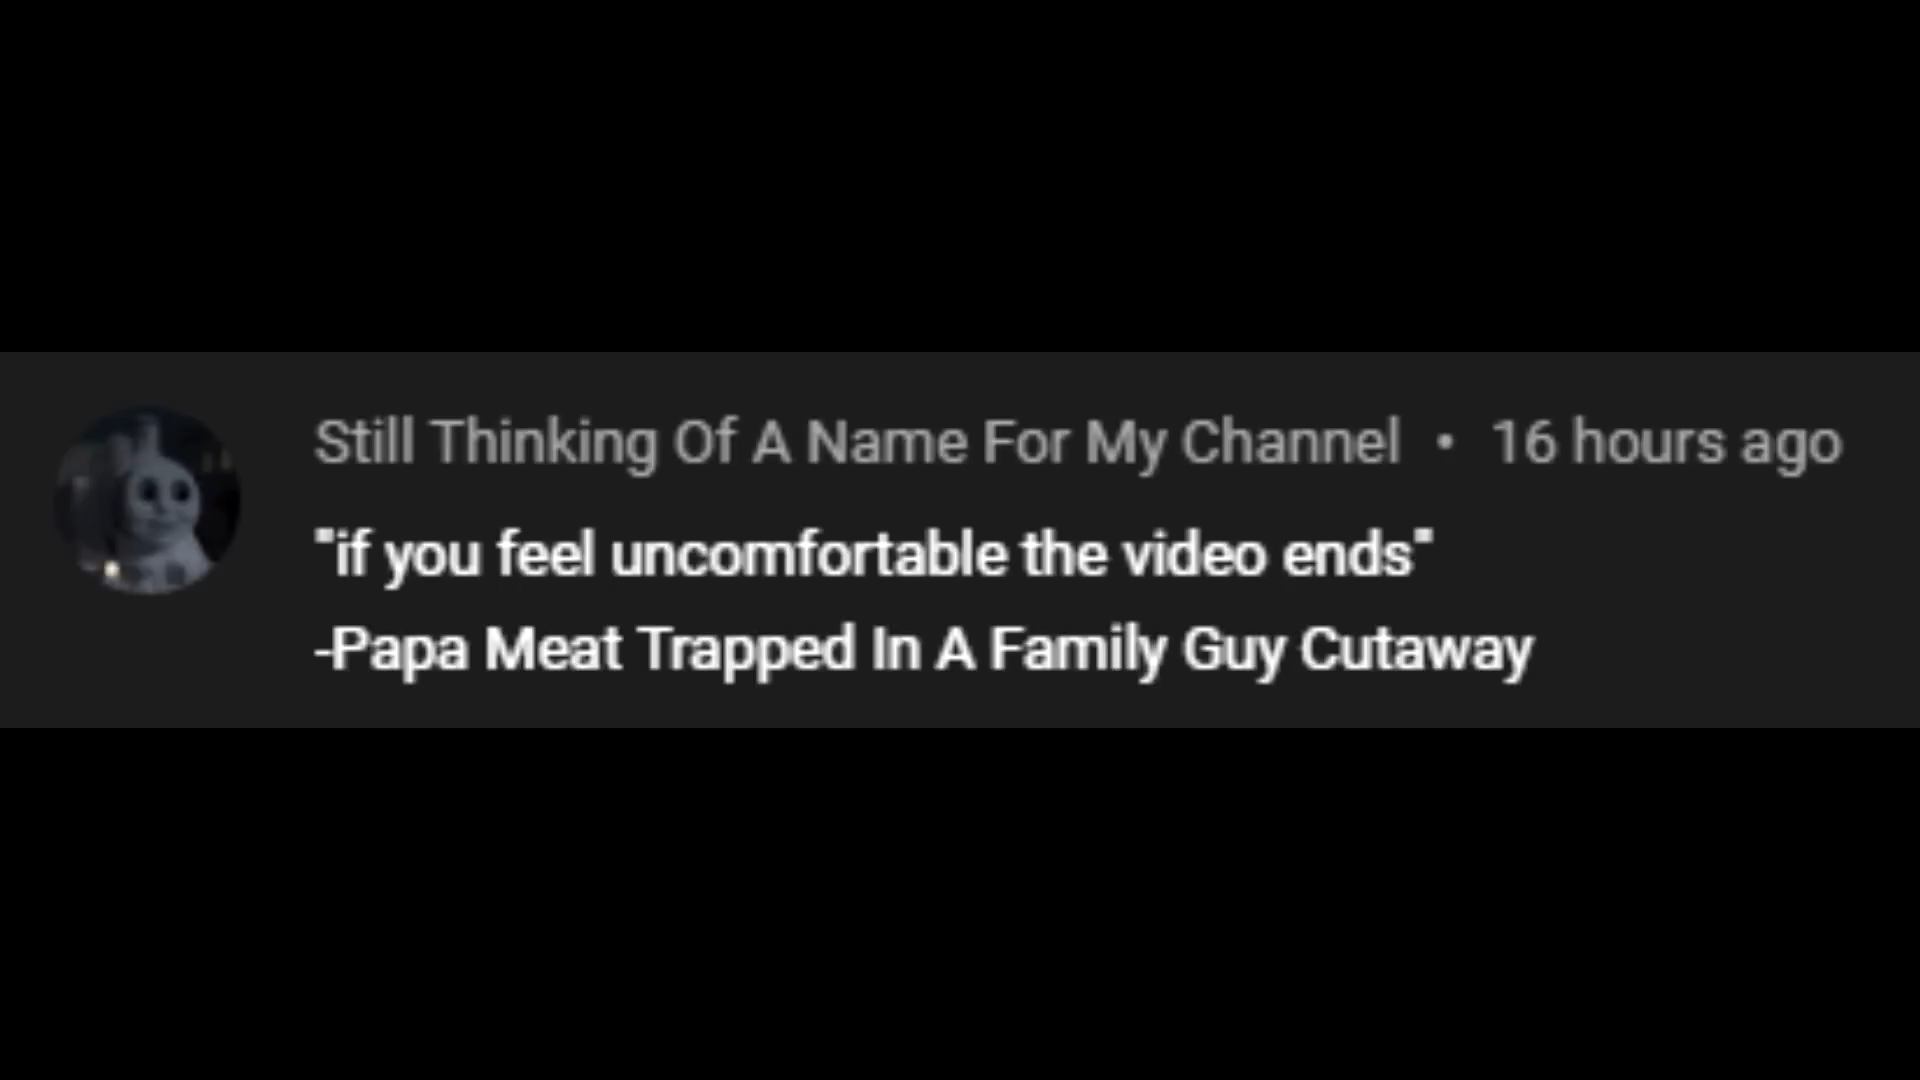 Still Thinking Of A Name For My Channel • 16 hours ago
"if you feel uncomfortable the video ends"
-Papa Meat Trapped In A Family Guy Cutaway